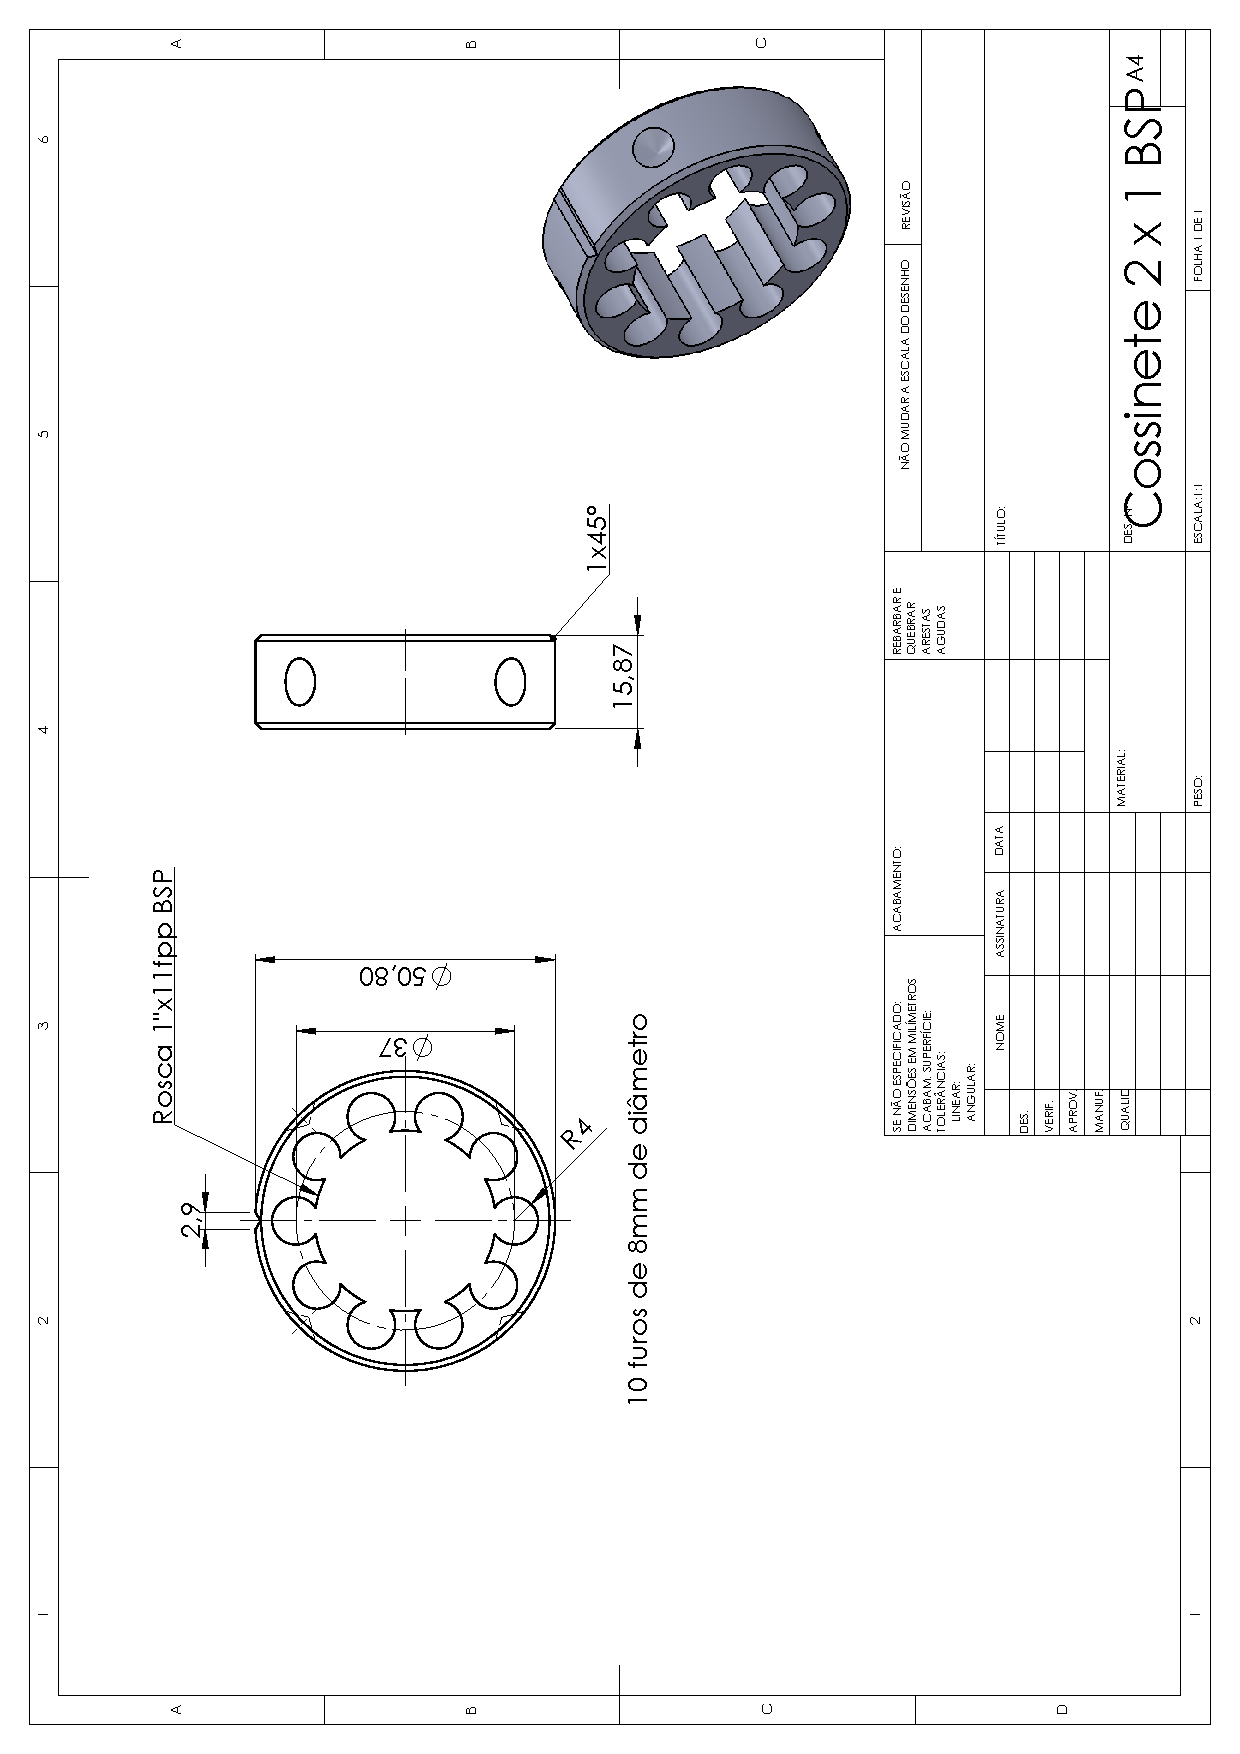 A
B
C
6
5
4
3
2
1
Rosca 1"x11fpp BSP
2,9
Ø 50,80
Ø 37
R4
10 furos de 8mm de diâmetro
15,87
1x45°
SE NÃO ESPECIFICADO:
DIMENSÕES EM MILÍMETROS
ACABAM. SUPERFÍCIE:
TOLERÂNCIAS:
LINEAR:
ANGULAR:
ACABAMENTO:
REBARBAR E
QUEBRAR
ARESTAS
AGUDAS
NÃO MUDAR A ESCALA DO DESENHO
REVISÃO
NOME
ASSINATURA
DATA
DES.
VERIF.
APROV.
MANUF.
QUALID
TÍTULO:
MATERIAL:
DES. Nº
Cossinete 2 x 1 BSP
A4
PESO:
ESCALA:1:1
FOLHA 1 DE 1
A
B
C
D
2
1